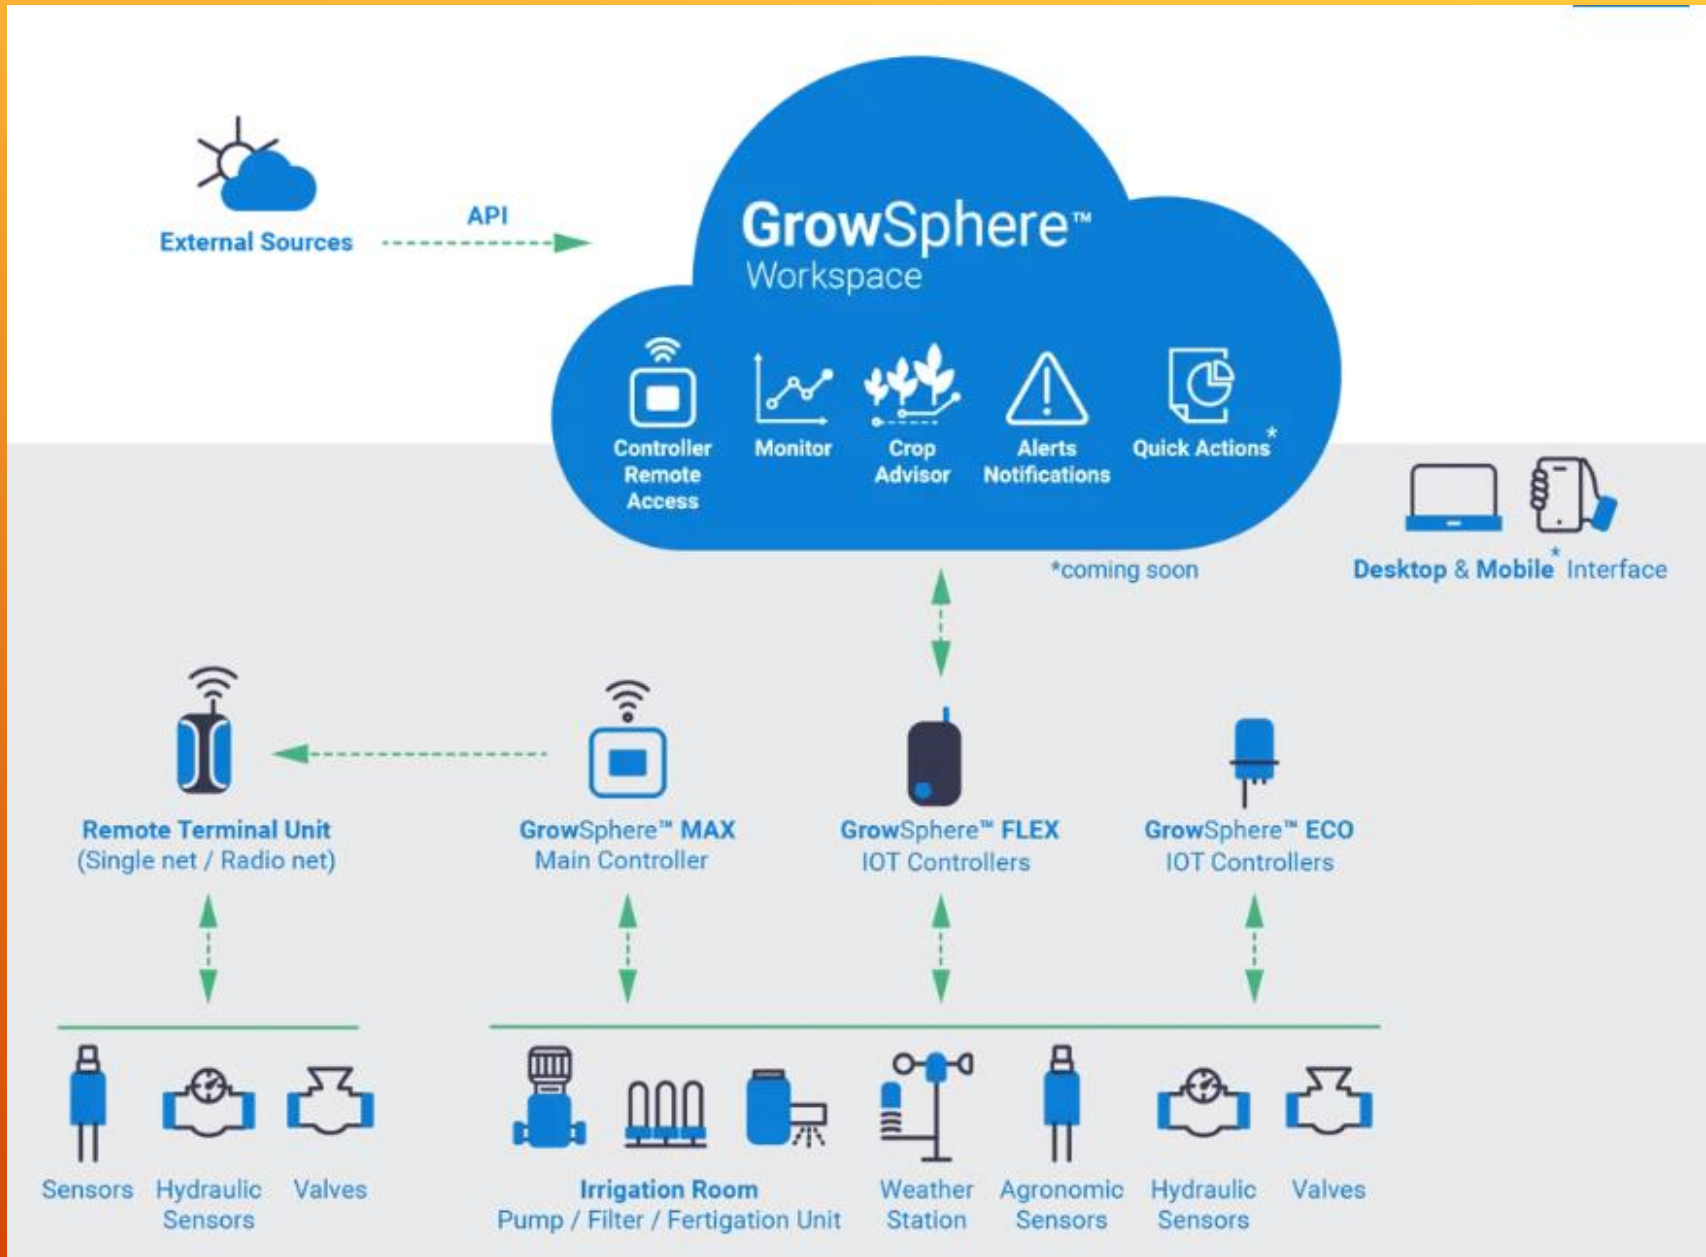 API
External Sources
GrowSphere™
Workspace
Controller
Remote
Access
Monitor
Crop
Advisor
Alerts
Notifications
Quick Actions*
*coming soon
Desktop & Mobile* Interface
Remote Terminal Unit
(Single net / Radio net)
GrowSphere™ MAX
Main Controller
GrowSphere™ FLEX
IOT Controllers
GrowSphere™ ECO
IOT Controllers
Sensors
Hydraulic
Sensors
Valves
Irrigation Room
Pump / Filter / Fertigation Unit
Weather
Station
Agronomic
Sensors
Hydraulic
Sensors
Valves